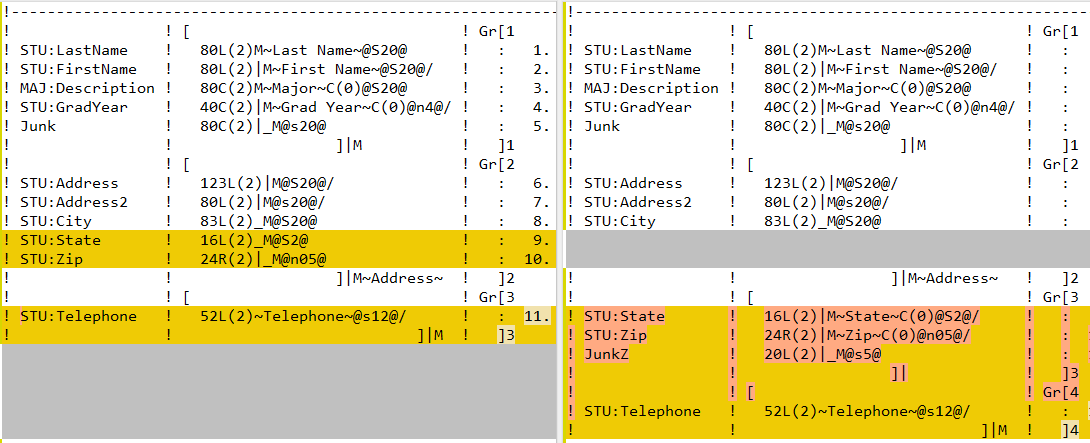 !---------------------------------------------------------
!                   ! [                                 ! Gr[1
! STU:LastName      !   80L(2)M~Last Name~@S20@         !   :   1.
! STU:FirstName     !   80L(2)|M~First Name~@S20@/      !   :   2.
! MAJ:Description   !   80C(2)M~Major~C(0)@S20@         !   :   3.
! STU:GradYear      !   40C(2)|M~Grad Year~C(0)@n4@/    !   :   4.
! Junk              !   80C(2)|_M@s20@                  !   :   5.
!                   !                    ]|M            !     ]1
!                   ! [                                 ! Gr[2
! STU:Address       !   123L(2)|M@S20@/                 !   :   6.
! STU:Address2      !   80L(2)|M@s20@/                  !   :   7.
! STU:City          !   83L(2)_M@S20@                   !   :   8.
! STU:State         !   16L(2)_M@S2@                    !   :   9.
! STU:Zip           !   24R(2)|_M@n05@                  !   :  10.
!                   !                    ]|M~Address~   !     ]2
!                   ! [                                 ! Gr[3
! STU:Telephone     !   52L(2)~Telephone~@s12@/         !   :  11.
!                   !                              ]|M  !     ]3
!---------------------------------------------------------
!                   ! [                                 ! Gr[1
! STU:LastName      !   80L(2)M~Last Name~@S20@         !   :
! STU:FirstName     !   80L(2)|M~First Name~@S20@/      !   :
! MAJ:Description   !   80C(2)M~Major~C(0)@S20@         !   :
! STU:GradYear      !   40C(2)|M~Grad Year~C(0)@n4@/    !   :
! Junk              !   80C(2)|_M@s20@                  !   :
!                   !                    ]|M            !     ]1
!                   ! [                                 ! Gr[2
! STU:Address       !   123L(2)|M@S20@/                 !   :
! STU:Address2      !   80L(2)|M@s20@/                  !   :
! STU:City          !   83L(2)_M@S20@                   !   :
!                   !                    ]|M~Address~   !     ]2
!                   ! [                                 ! Gr[3
! STU:State         !   16L(2)|M~State~C(0)@S2@/        !   :
! STU:Zip           !   24R(2)|M~Zip~C(0)@n05@/         !   :
! JunkZ             !   20L(2)|_M@s5@                   !   :
!                   !                    ]|             !     ]3
!                   ! [                                 ! Gr[4
! STU:Telephone     !   52L(2)~Telephone~@s12@/         !   :
!                   !                              ]|M  !     ]4